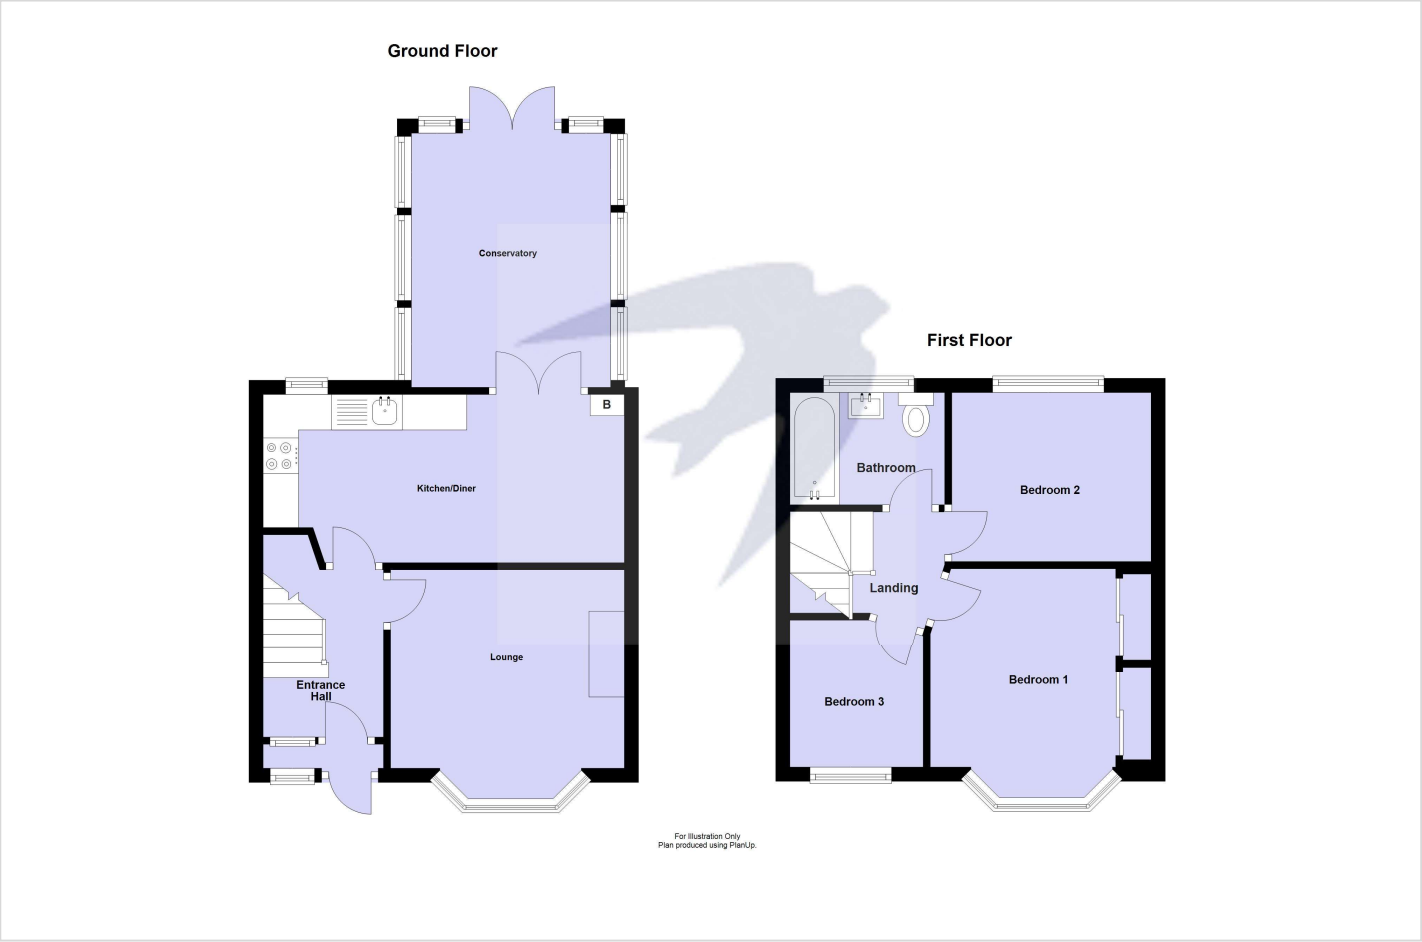 Ground Floor
Conservatory
B
Kitchen/Diner
Lounge
Entrance
Hall
First Floor
Bathroom
Bedroom 2
Landing
Bedroom 1
Bedroom 3
For Illustration Only
Plan produced using PlanUp.